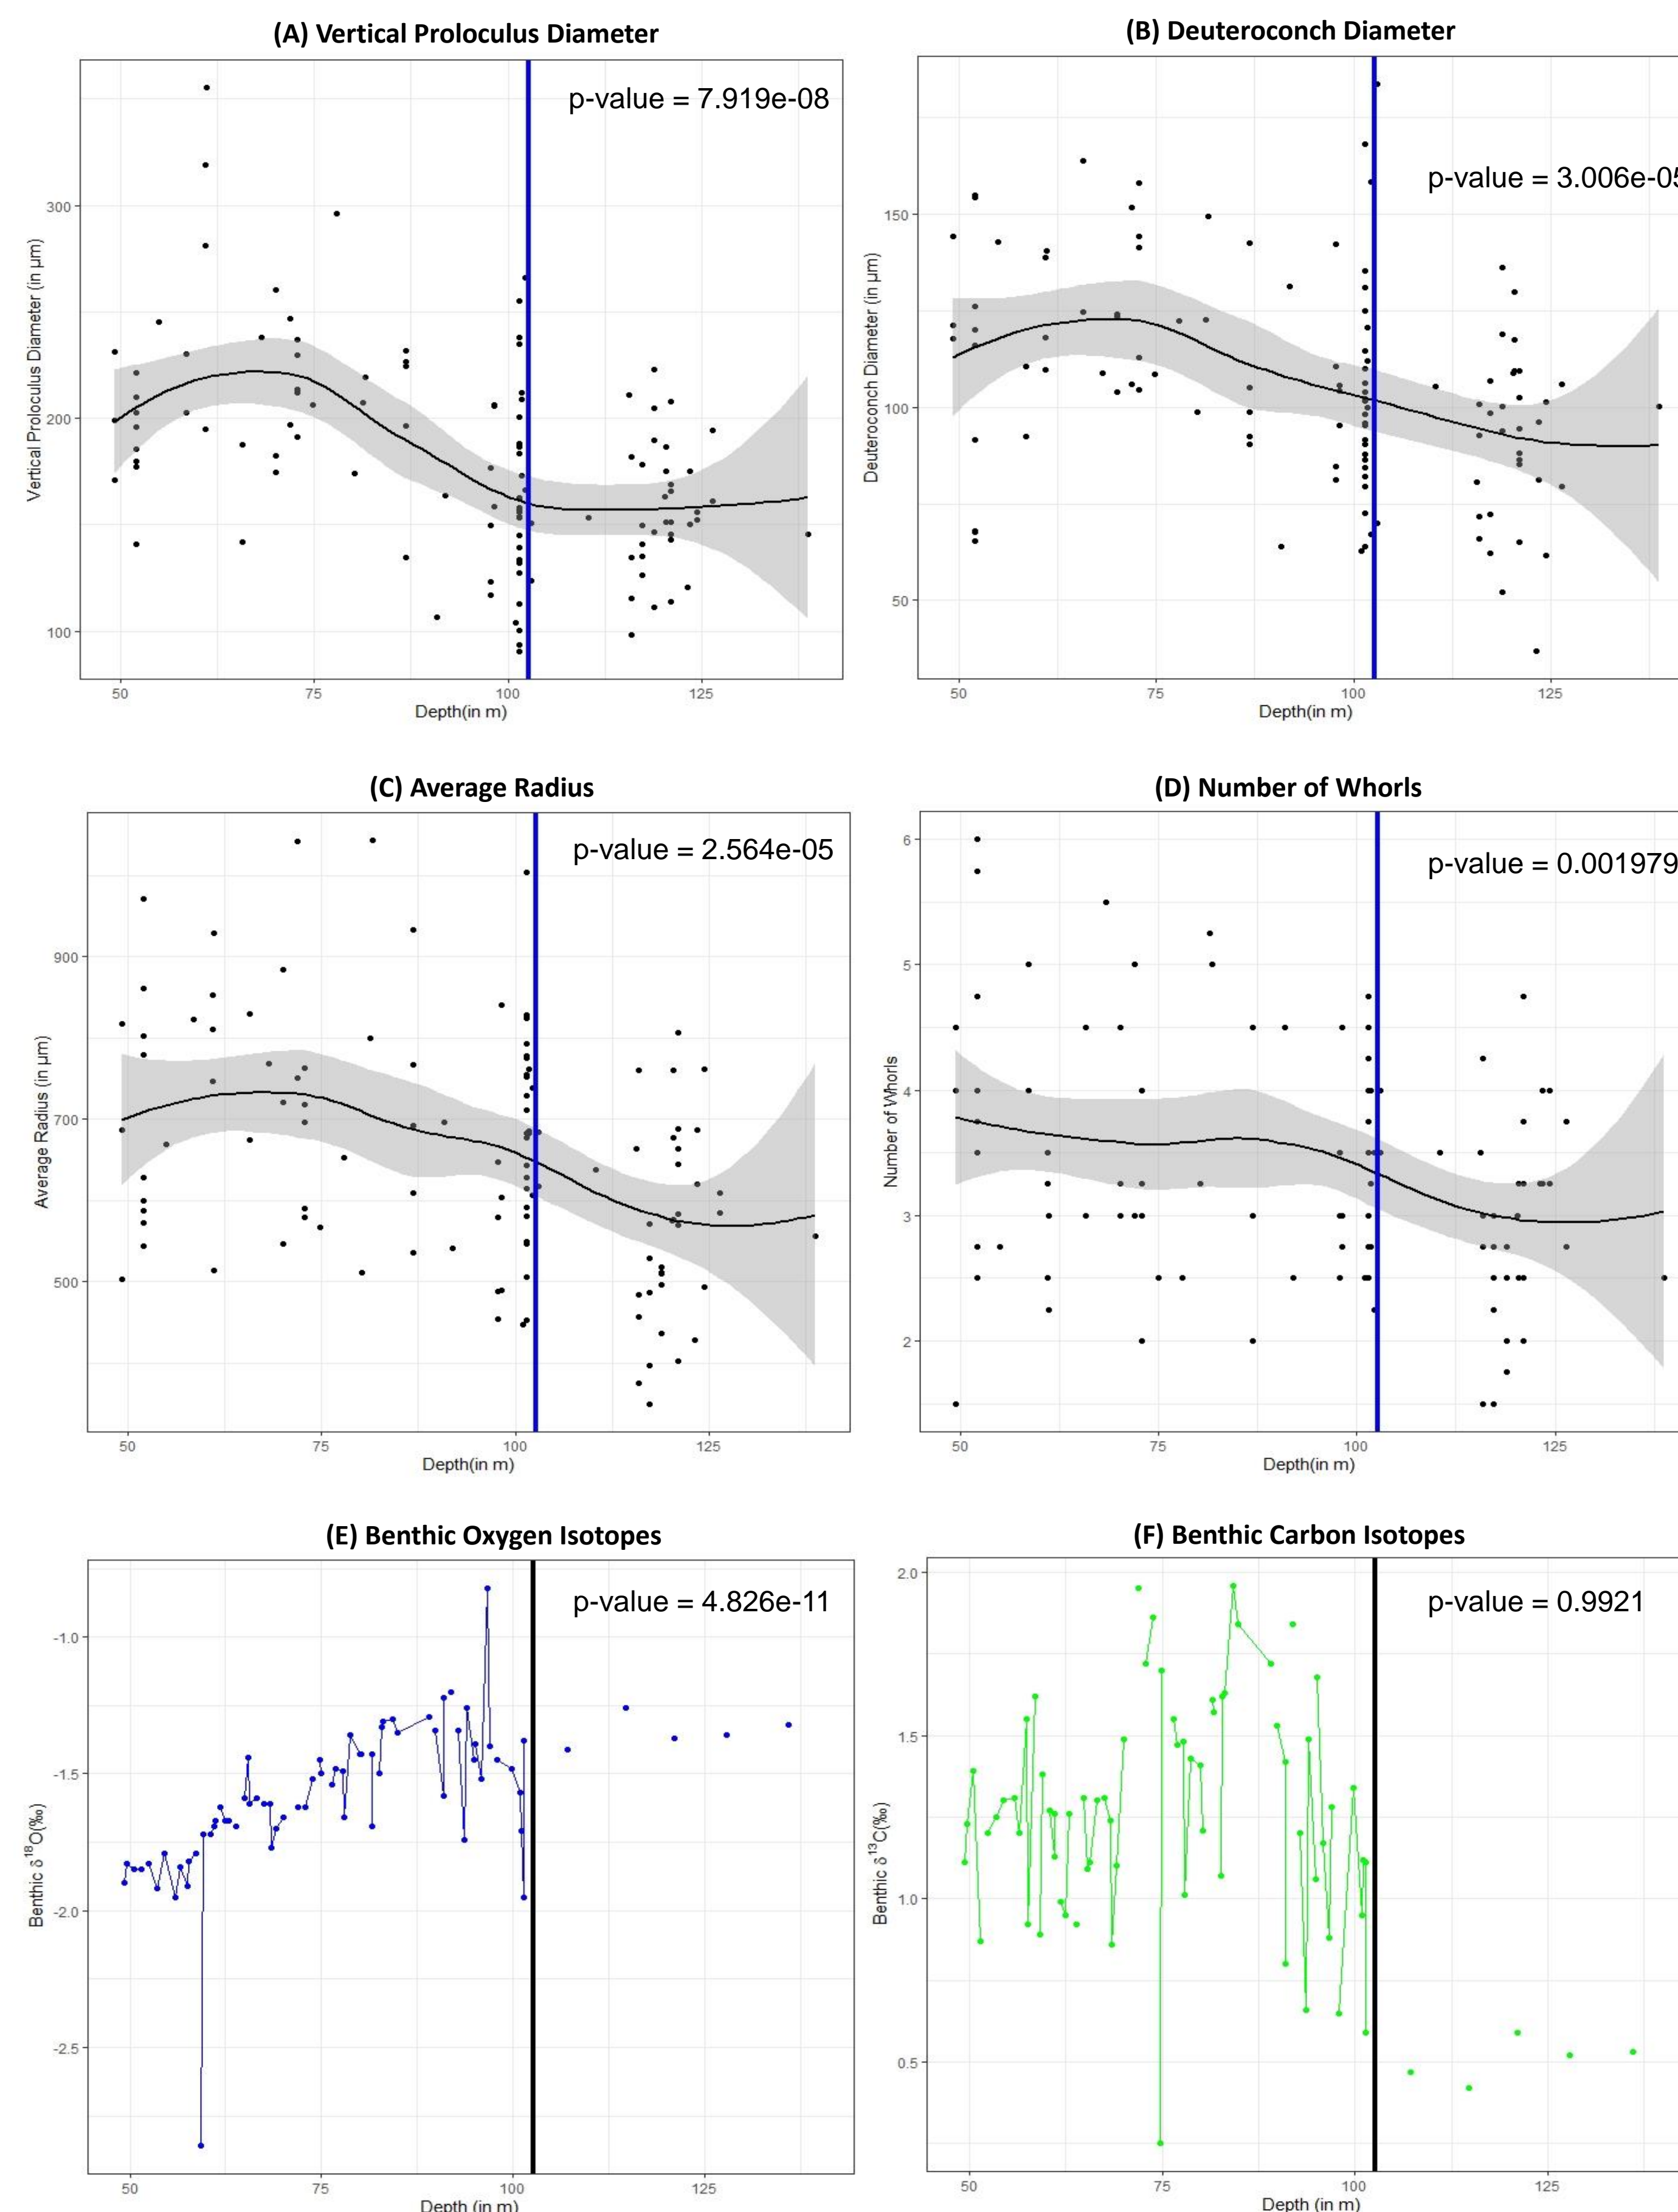 (A) Vertical Proloculus Diameter
p-value = 7.919e-08
Vertical Proloculus Diameter (in µm)
300
200
100
50 75 100 125
Depth(in m)
(B) Deuteroconch Diameter
p-value = 3.006e-05
Deuteroconch Diameter (in µm)
150
100
50
50 75 100 125
Depth(in m)
(C) Average Radius
p-value = 2.564e-05
Average Radius (in µm)
900
700
500
50 75 100 125
Depth(in m)
(D) Number of Whorls
p-value = 0.001979
Number of Whorls
6
5
4
3
2
50 75 100 125
Depth(in m)
(E) Benthic Oxygen Isotopes
p-value = 4.826e-11
Benthic δ¹⁸O(‰)
-1.0
-1.5
-2.0
-2.5
50 75 100 125
Depth (in m)
(F) Benthic Carbon Isotopes
p-value = 0.9921
Benthic δ¹³C(‰)
2.0
1.5
1.0
0.5
50 75 100 125
Depth (in m)